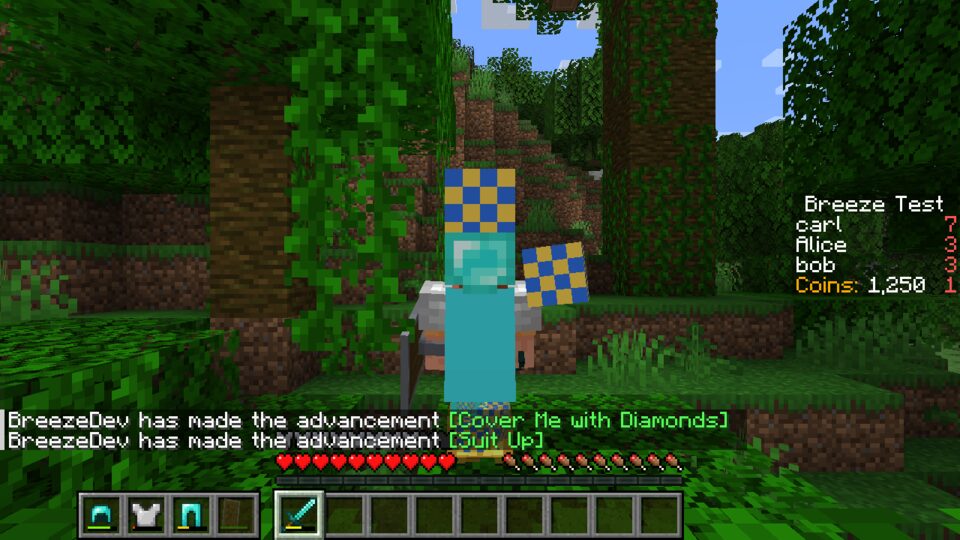 Breeze Test
carl 7
Alice 3
bob 3
Coins: 1,250 1
BreezeDev has made the advancement [Cover Me with Diamonds]
BreezeDev has made the advancement [Suit Up]